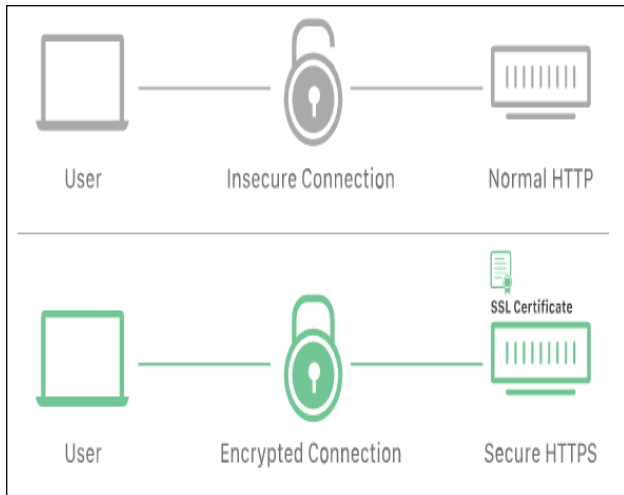 User
Insecure Connection
Normal HTTP
SSL Certificate
User
Encrypted Connection
Secure HTTPS